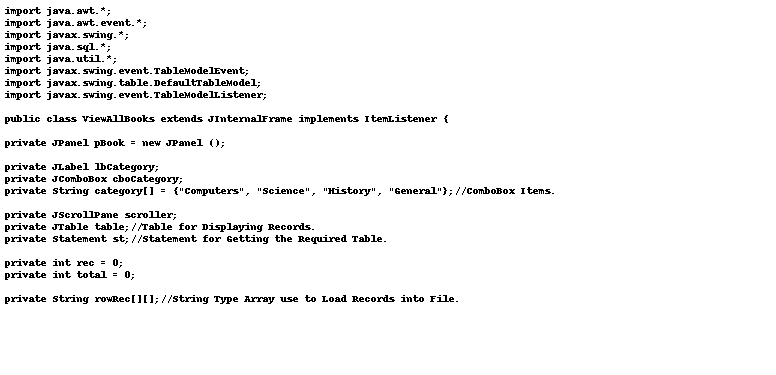 import java.awt.*;
import java.awt.event.*;
import javax.swing.*;
import java.sql.*;
import java.util.*;
import javax.swing.event.TableModelEvent;
import javax.swing.table.DefaultTableModel;
import javax.swing.event.TableModelListener;
public class ViewAllBooks extends JInternalFrame implements ItemListener {
private JPanel pBook = new JPanel ();
private JLabel lbCategory;
private JComboBox cboCategory;
private String category[] = {"Computers", "Science", "History", "General"};//ComboBox Items.
private JScrollPane scroller;
private JTable table;//Table for Displaying Records.
private Statement st;//Statement for Getting the Required Table.
private int rec = 0;
private int total = 0;
private String rowRec[][];//String Type Array use to Load Records into File.